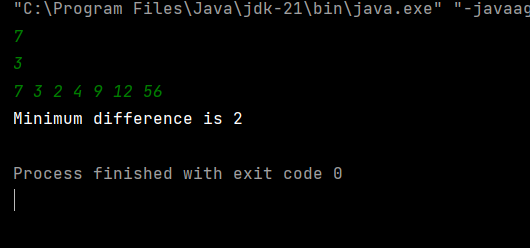 "C:\Program Files\Java\jdk-21\bin\java.exe" "-javaag
7
3
7 3 2 4 9 12 56
Minimum difference is 2
Process finished with exit code 0